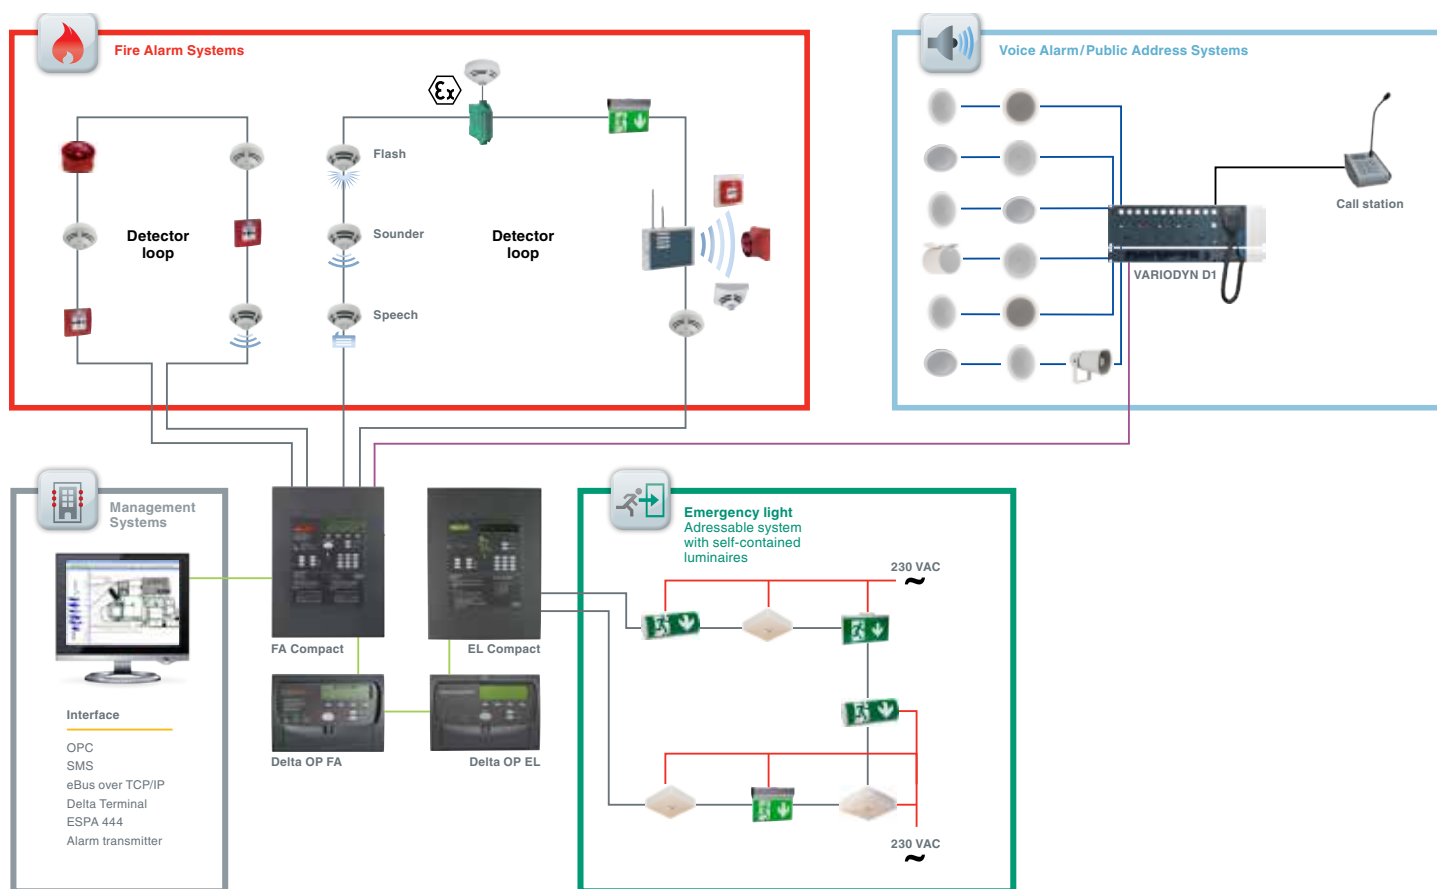 Fire Alarm Systems
Voice Alarm/Public Address Systems
Ex
Flash
Detector
loop
Sounder
Detector
loop
Speech
Call station
VARIODYN D1
Management
Systems
Emergency light
Adressable system
with self-contained
luminaires
230 VAC
~
FA Compact
EL Compact
Interface
OPC
SMS
eBus over TCP/IP
Delta Terminal
ESPA 444
Alarm transmitter
Delta OP FA
Delta OP EL
230 VAC
~